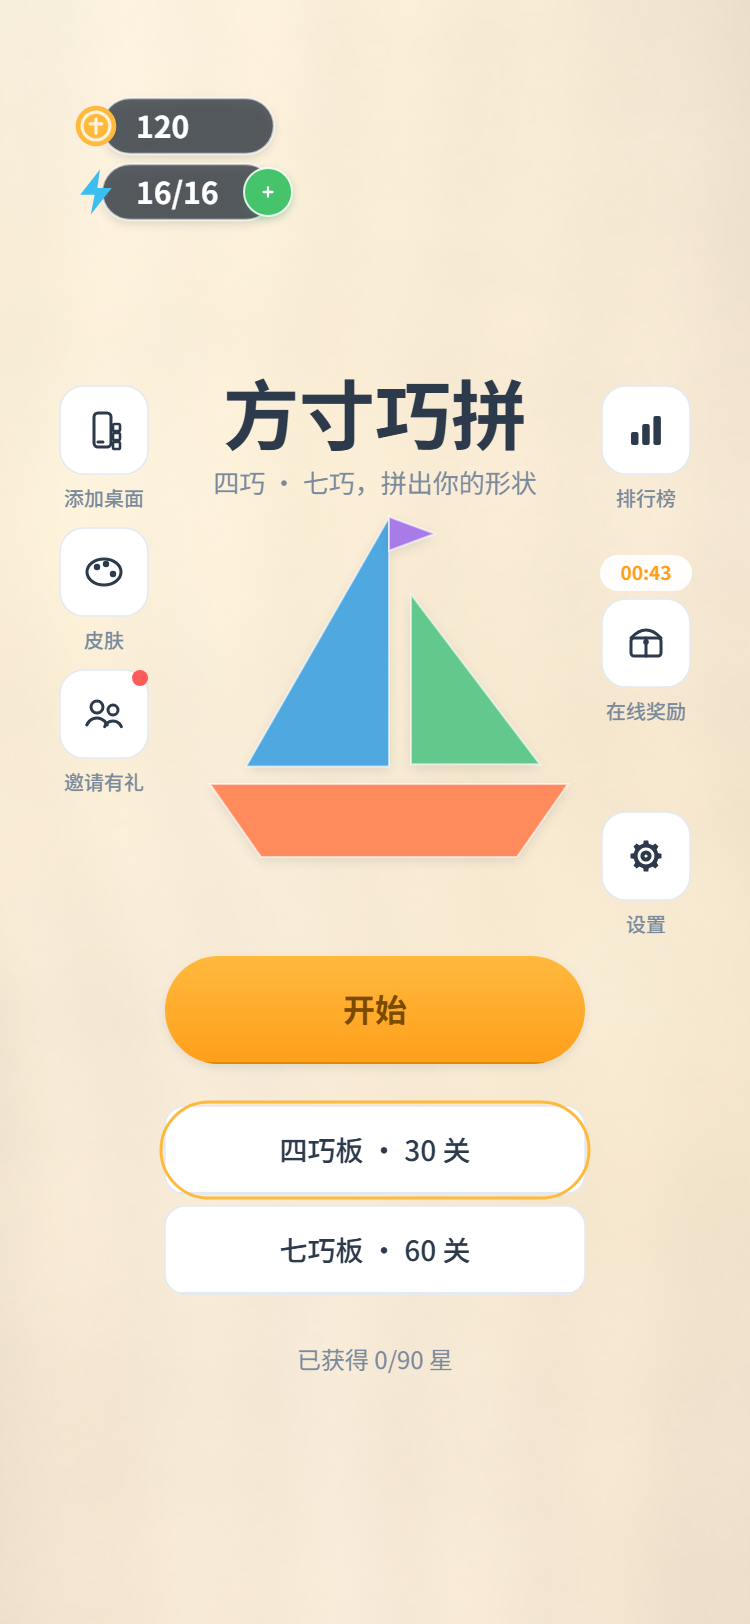 120
16/16
+
方寸巧拼
四巧 · 七巧，拼出你的形状
添加桌面
排行榜
00:43
皮肤
在线奖励
邀请有礼
设置
开始
四巧板 · 30 关
七巧板 · 60 关
已获得 0/90 星